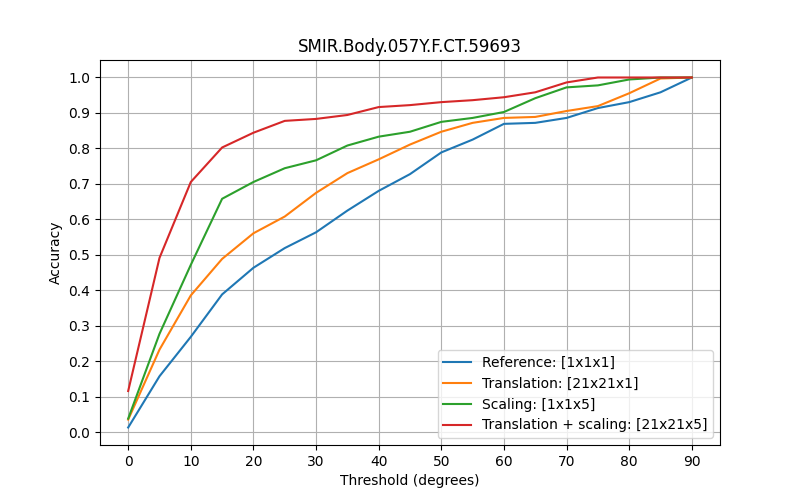 SMIR.Body.057Y.F.CT.59693
1.0
0.9
0.8
0.7
0.6
0.5
0.4
0.3
0.2
0.1
0.0
Accuracy
Reference: [1x1x1]
Translation: [21x21x1]
Scaling: [1x1x5]
Translation + scaling: [21x21x5]
0 10 20 30 40 50 60 70 80 90
Threshold (degrees)